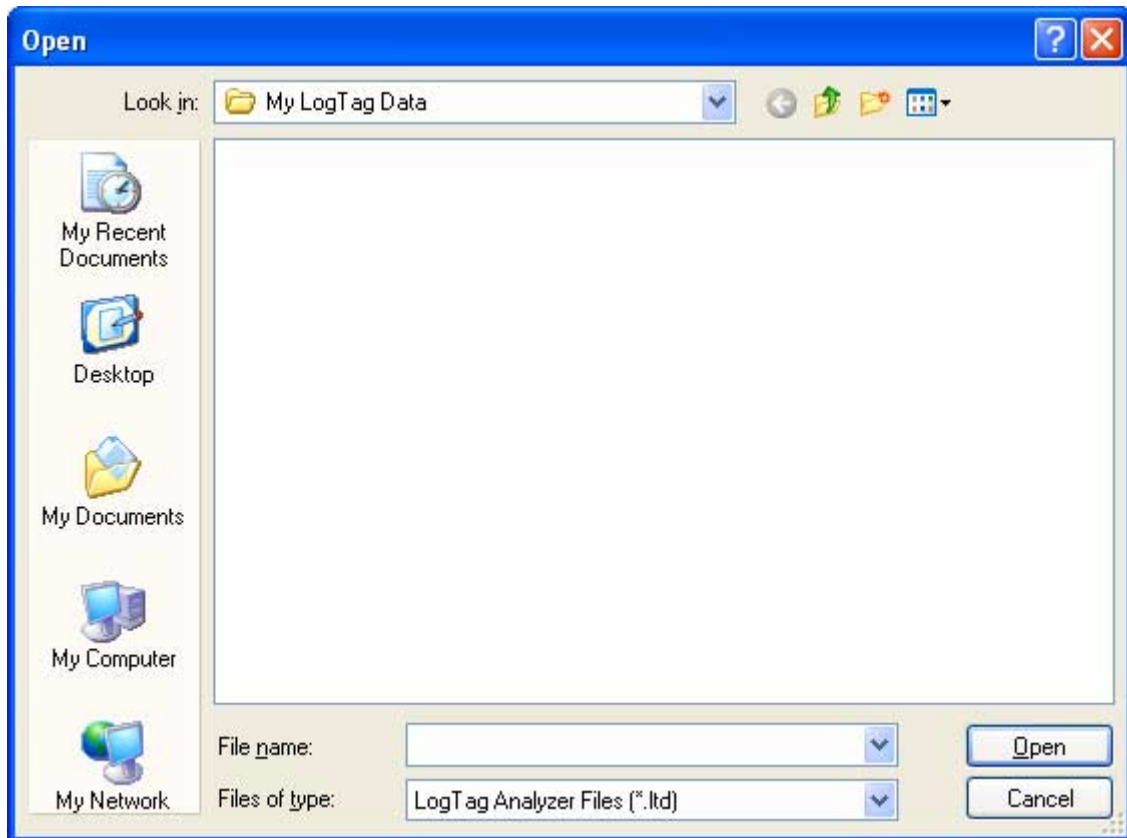 Open
Look in:
My LogTag Data
My Recent
Documents
Desktop
My Documents
My Computer
My Network
File name:
Open
Files of type:
LogTag Analyzer Files (*.ltd)
Cancel